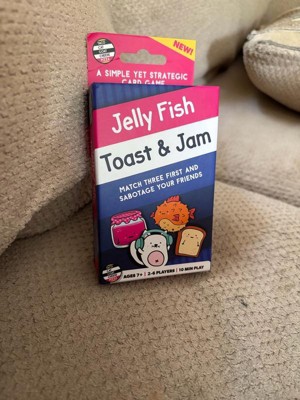 NEW!
A SIMPLE YET STRATEGIC
CARD GAME
Jelly Fish
Toast & Jam
MATCH THREE FIRST AND
SABOTAGE YOUR FRIENDS
AGES 7+ | 2-6 PLAYERS | 10 MIN PLAY